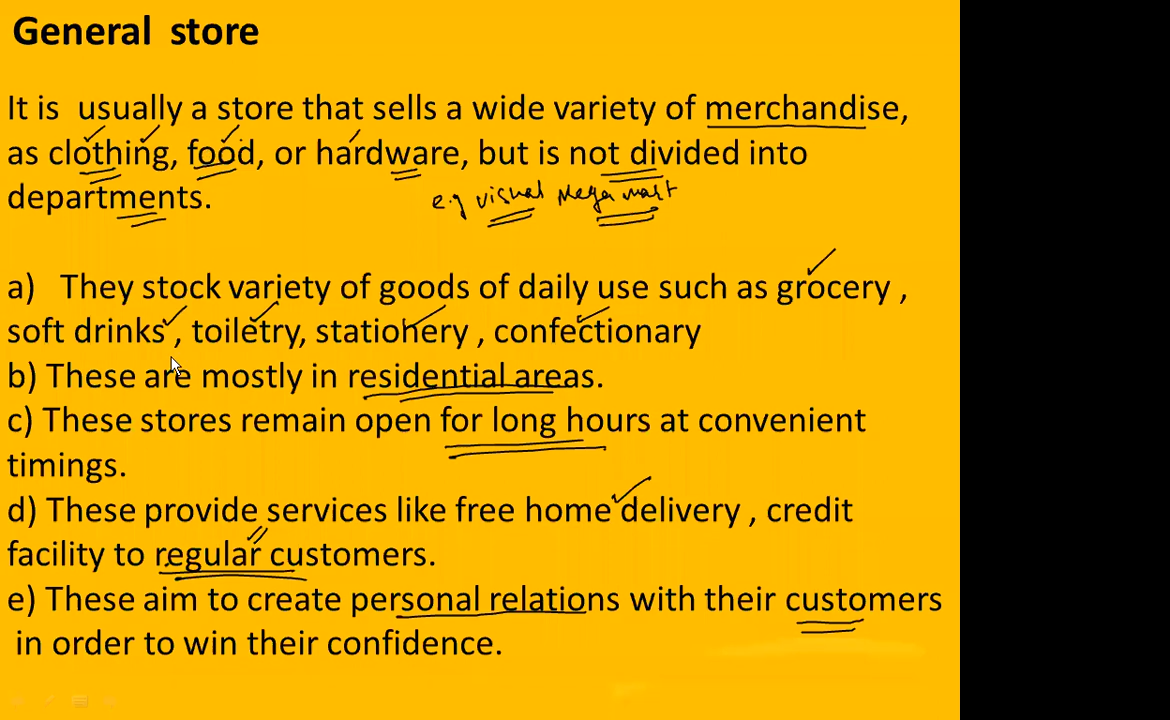 General store
It is usually a store that sells a wide variety of merchandise,
as clothing, food, or hardware, but is not divided into
departments.
e.g visual Mega mart
a) They stock variety of goods of daily use such as grocery ,
soft drinks , toiletry, stationery , confectionary
b) These are mostly in residential areas.
c) These stores remain open for long hours at convenient
timings.
d) These provide services like free home delivery , credit
facility to regular customers.
e) These aim to create personal relations with their customers
in order to win their confidence.